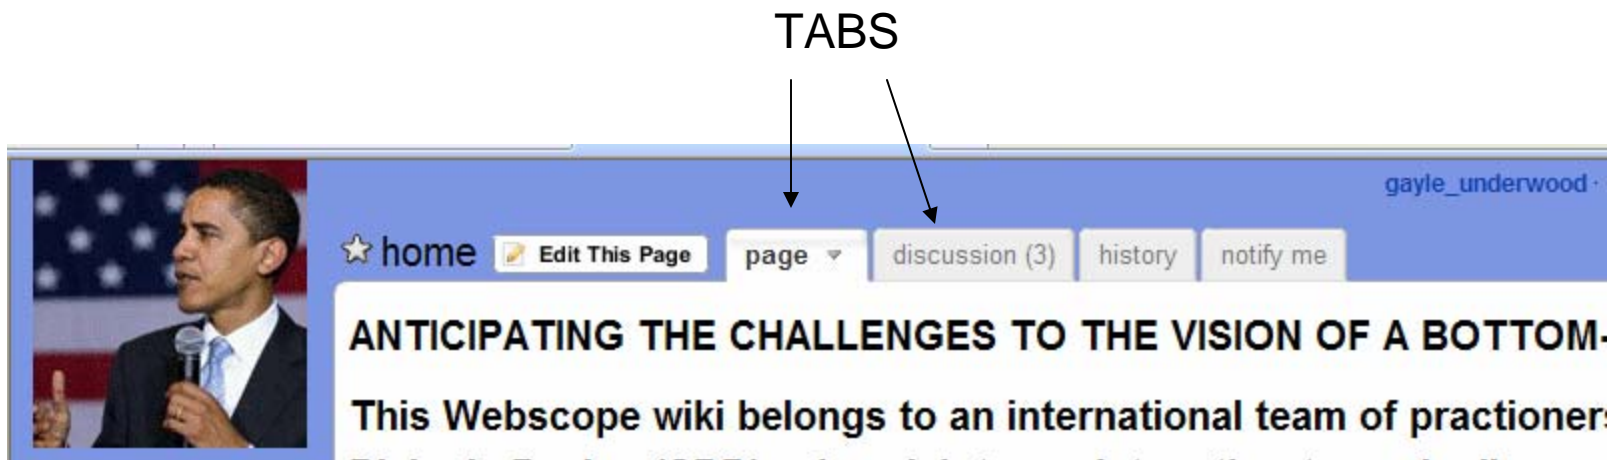 TABS
gayle_underwood ·
home Edit This Page page discussion (3) history notify me
ANTICIPATING THE CHALLENGES TO THE VISION OF A BOTTOM-
This Webscope wiki belongs to an international team of practioners